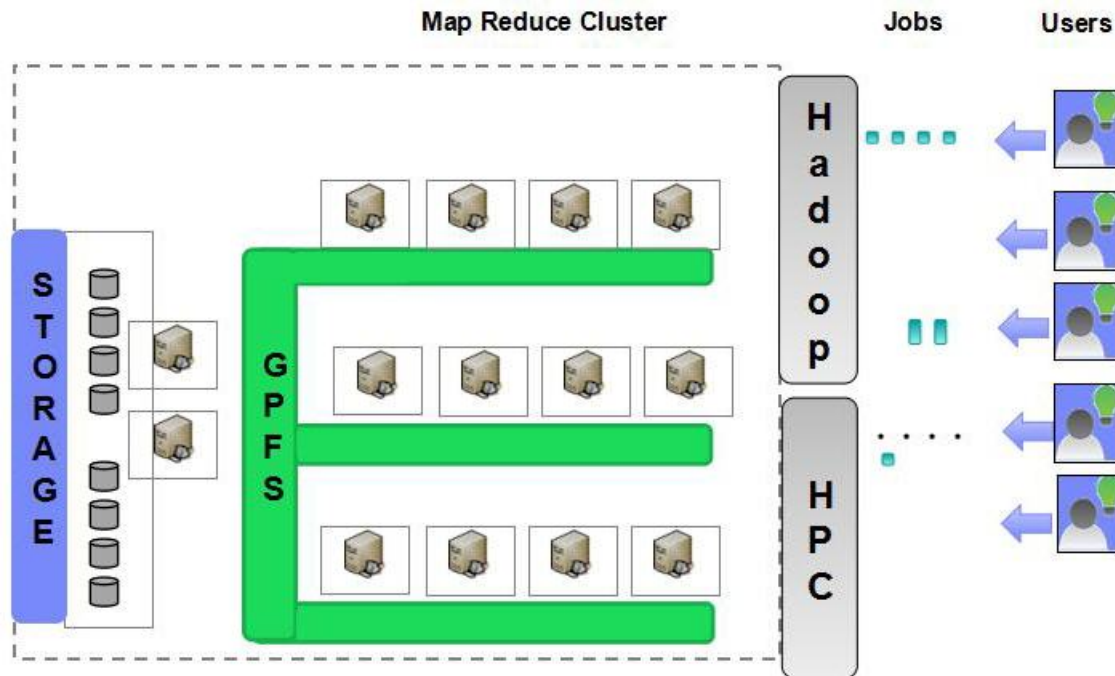 Map Reduce Cluster
Jobs
Users
Hadoop
STORAGE
GPFS
HPC